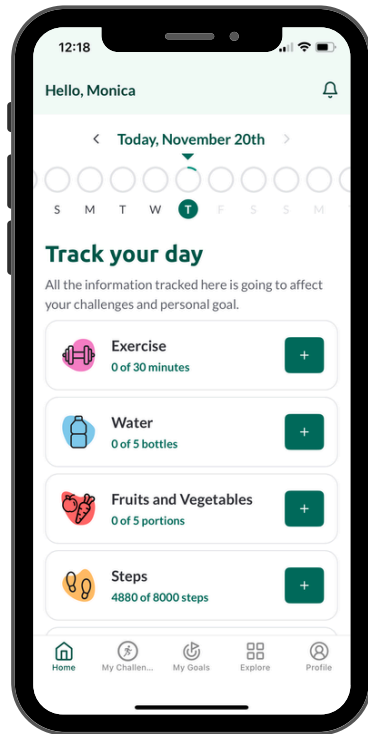 12:18
Hello, Monica
Today, November 20th
S M T W T F S S M
Track your day
All the information tracked here is going to affect
your challenges and personal goal.
Exercise
0 of 30 minutes
+
Water
0 of 5 bottles
+
Fruits and Vegetables
0 of 5 portions
+
Steps
4880 of 8000 steps
+
Home My Challen... My Goals Explore Profile